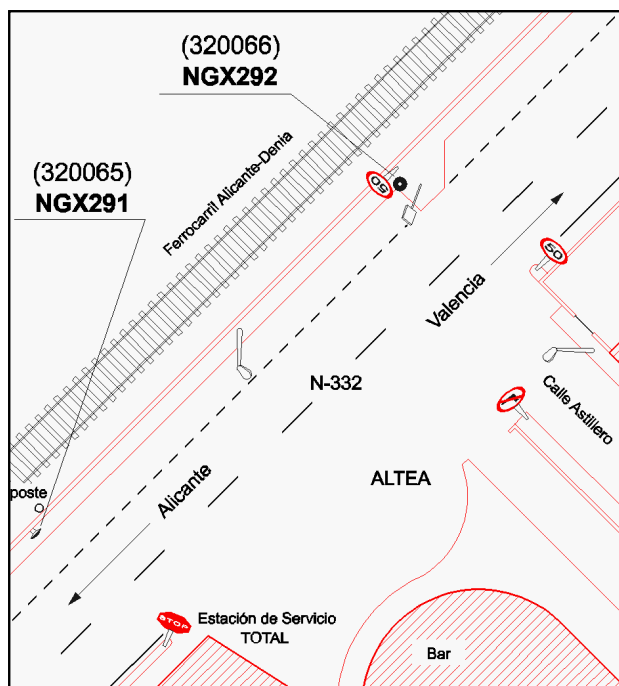 (320066)
NGX292
(320065)
NGX291
Ferrocarril Alicante-Denia
50
50
Valencia
N-332
Calle Astillero
ALTEA
poste
Alicante
STOP
Estación de Servicio
TOTAL
Bar